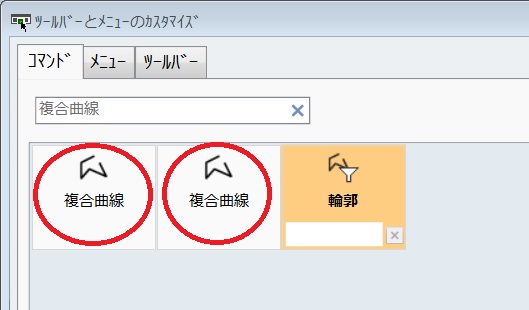 ﾂｰﾙﾊﾞｰとﾒﾆｭｰのｶｽﾀﾏｲｽﾞ
ｺﾏﾝﾄﾞ ﾒﾆｭｰ ﾂｰﾙﾊﾞｰ
複合曲線
複合曲線 複合曲線 輪郭